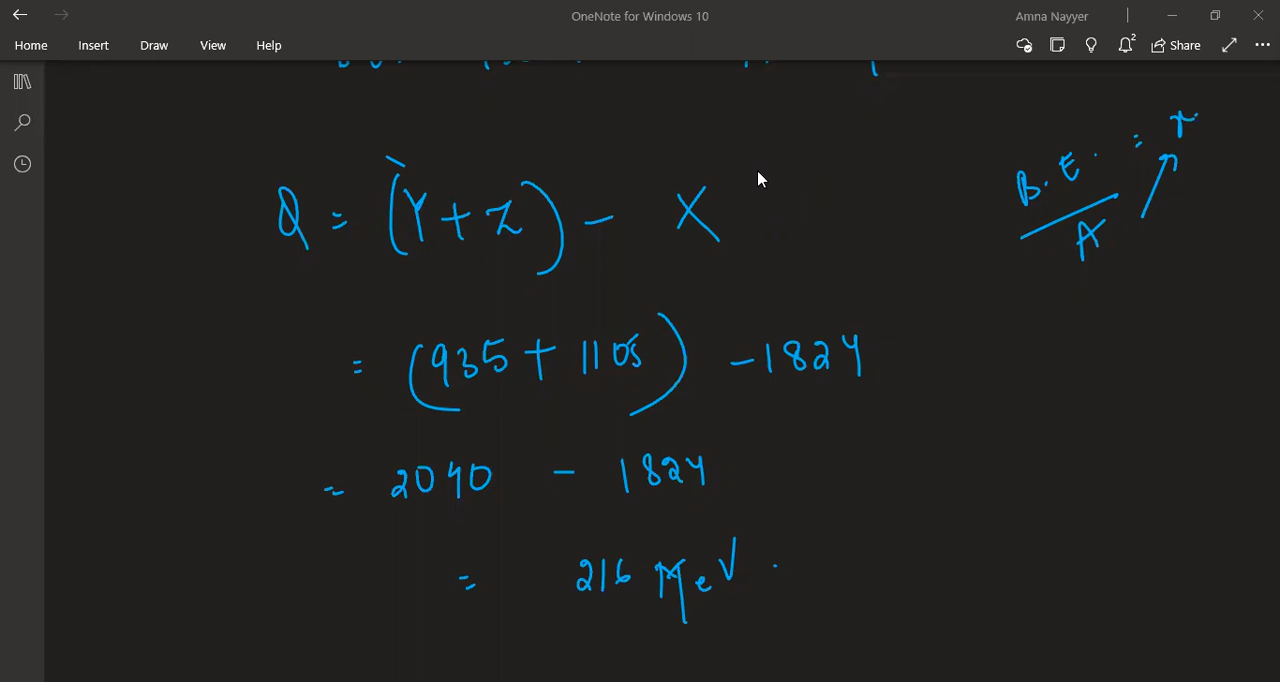 OneNote for Windows 10
Amna Nayyer
Home Insert Draw View Help
2 Share
Q = (Y + Z) - X
B.E. =
A
= (935 + 1105) - 1824
= 2040 - 1824
= 216 MeV.